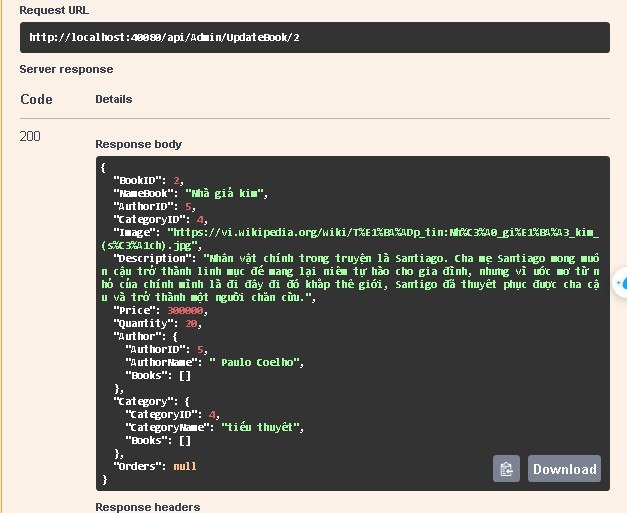 Request URL
http://localhost:40080/api/Admin/UpdateBook/2
Server response
Code Details
200
Response body
{
"BookID": 2,
"NameBook": "Nhà giả kim",
"AuthorID": 5,
"CategoryID": 4,
"Image": "https://vi.wikipedia.org/wiki/T%E1%BA%ADp_tin:Nh%C3%A0_gi%E1%BA%A3_kim_
(s%C3%A1ch).jpg",
"Description": "Nhân vật chính trong truyện là Santiago. Cha mẹ Santiago mong muố
n cậu trở thành linh mục để mang lại niềm tự hào cho gia đình, nhưng vì ước mơ từ n
hỏ của chính mình là đi đây đi đó khắp thế giới, Santigo đã thuyết phục được cha cậ
u và trở thành một người chăn cừu.",
"Price": 300000,
"Quantity": 20,
"Author": {
"AuthorID": 5,
"AuthorName": " Paulo Coelho",
"Books": []
},
"Category": {
"CategoryID": 4,
"CategoryName": "tiểu thuyết",
"Books": []
},
"Orders": null
}
Download
Response headers